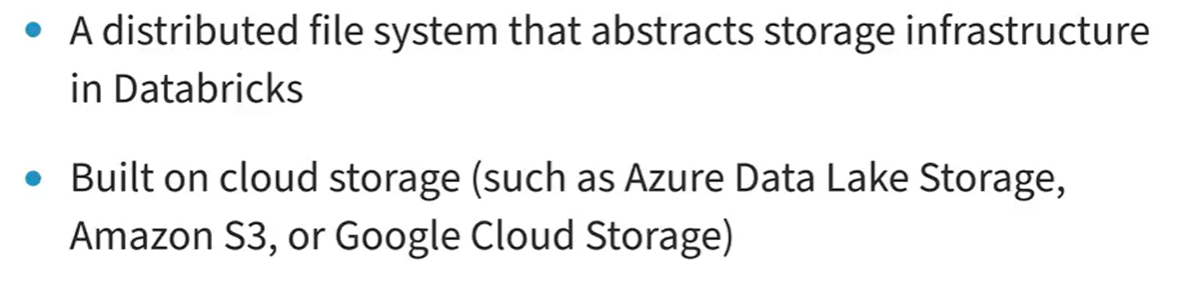 • A distributed file system that abstracts storage infrastructure
in Databricks
• Built on cloud storage (such as Azure Data Lake Storage,
Amazon S3, or Google Cloud Storage)